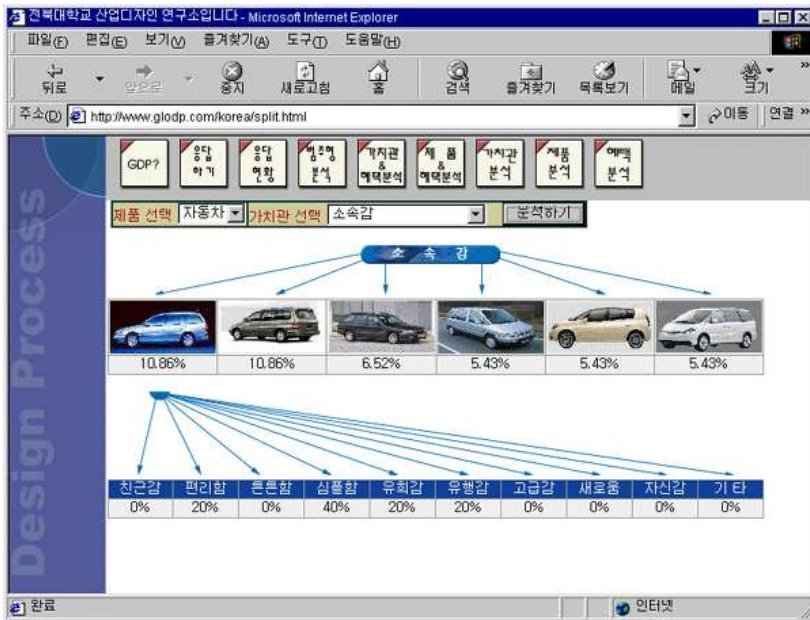 전북대학교 산업디자인 연구소입니다 - Microsoft Internet Explorer
파일(F) 편집(E) 보기(V) 즐겨찾기(A) 도구(T) 도움말(H)
뒤로 앞으로 중지 새로고침 홈 검색 즐겨찾기 목록보기 메일 크기
주소(D) http://www.glodp.com/korea/split.html 이동 연결 »
GDP? 응답 하기 응답 현황 범주형 분석 가치관 & 혜택분석 제 품 & 혜택분석 가치관 분석 제품 분석 혜택 분석
제품 선택 자동차 가치관 선택 소속감 분석하기
소 속 감
10.86% 10.86% 6.52% 5.43% 5.43% 5.43%
친근감 편리함 튼튼함 심플함 유희감 유행감 고급감 새로움 자신감 기 타
0% 20% 0% 40% 20% 20% 0% 0% 0% 0%
Design Process
완료 인터넷